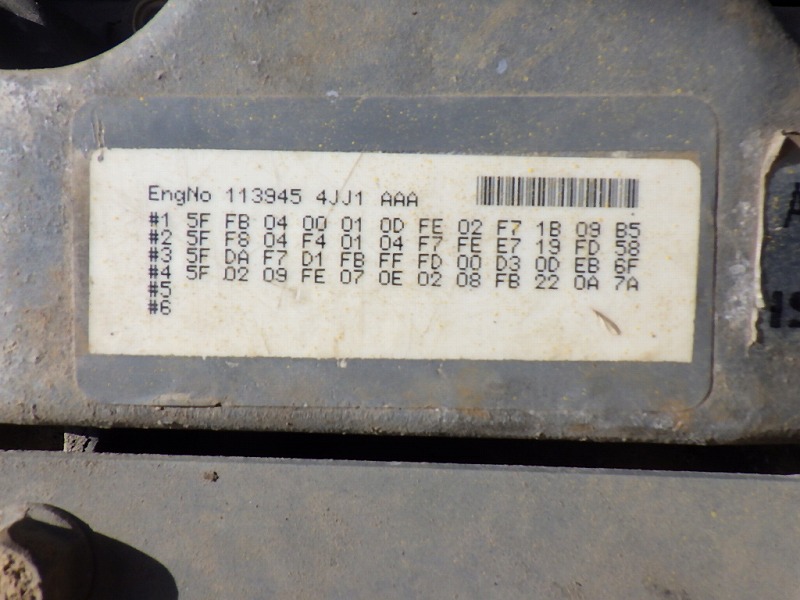 EngNo 113945 4JJ1 AAA
#1 5F FB 04 00 01 0D FE 02 F7 1B 09 B5
#2 5F F8 04 F4 01 04 F7 FE E7 19 FD 58
#3 5F DA F7 D1 FB FF FD 00 D3 0D EB 6F
#4 5F 02 09 FE 07 0E 02 08 FB 22 0A 7A
#5
#6